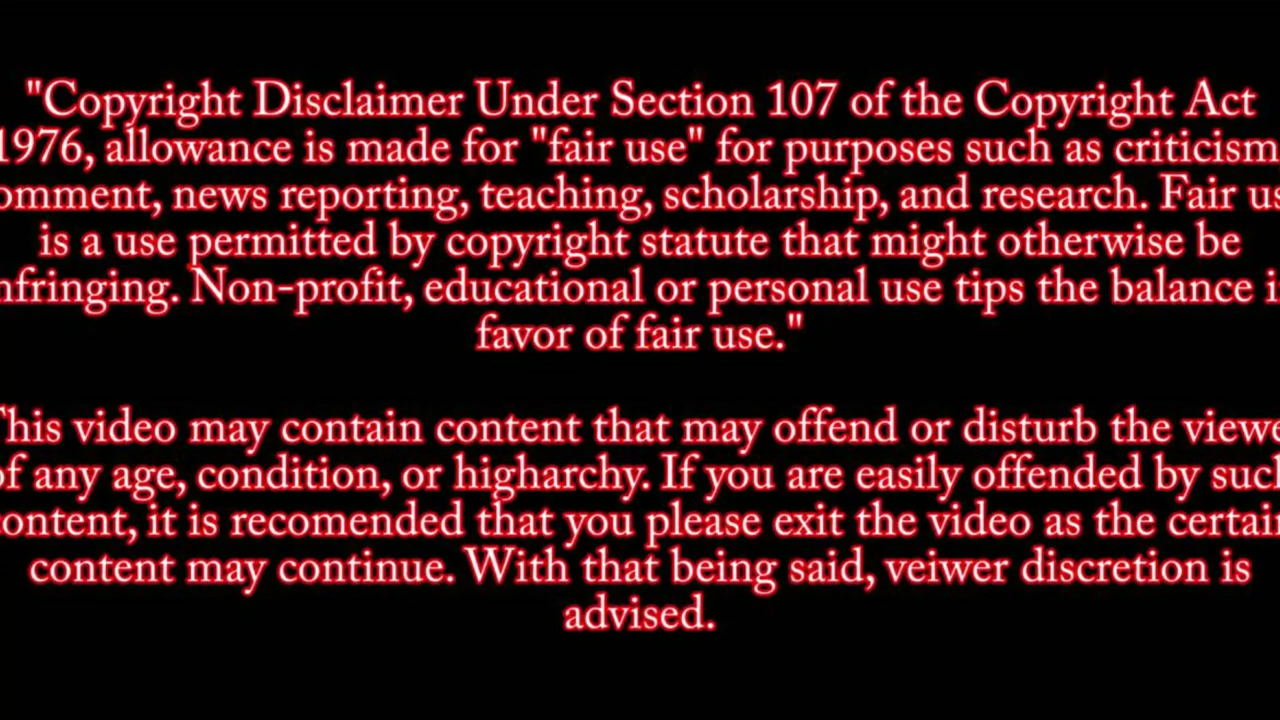 "Copyright Disclaimer Under Section 107 of the Copyright Act
1976, allowance is made for "fair use" for purposes such as criticism
omment, news reporting, teaching, scholarship, and research. Fair us
is a use permitted by copyright statute that might otherwise be
nfringing. Non-profit, educational or personal use tips the balance i
favor of fair use."
This video may contain content that may offend or disturb the viewe
of any age, condition, or higharchy. If you are easily offended by such
content, it is recomended that you please exit the video as the certain
content may continue. With that being said, veiwer discretion is
advised.